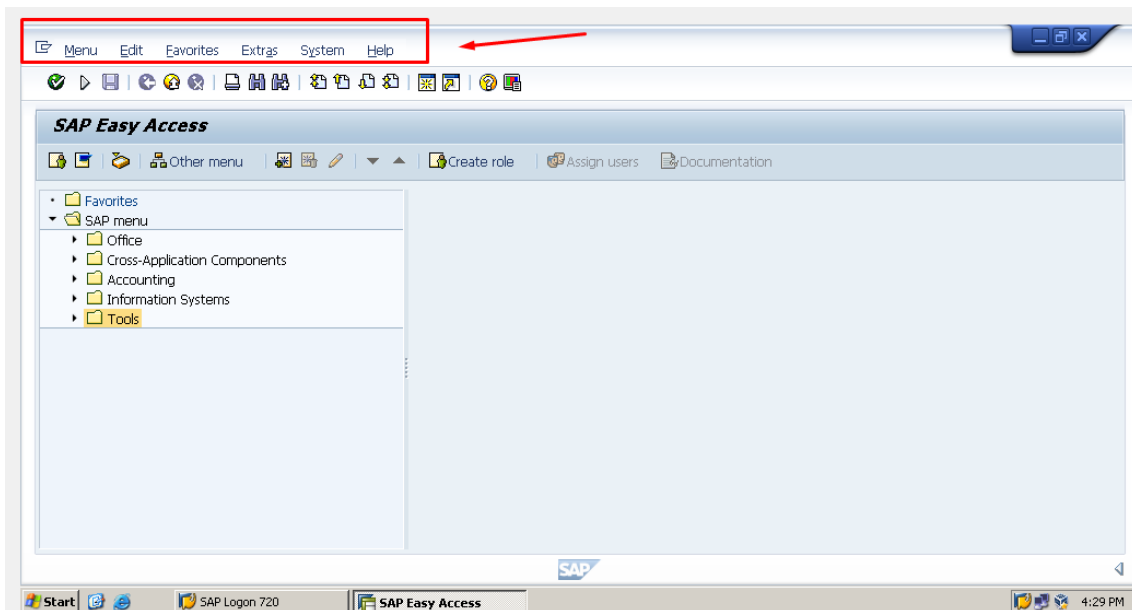 Menu Edit Favorites Extras System Help
SAP Easy Access
Other menu Create role Assign users Documentation
Favorites
SAP menu
Office
Cross-Application Components
Accounting
Information Systems
Tools
SAP
Start SAP Logon 720 SAP Easy Access 4:29 PM